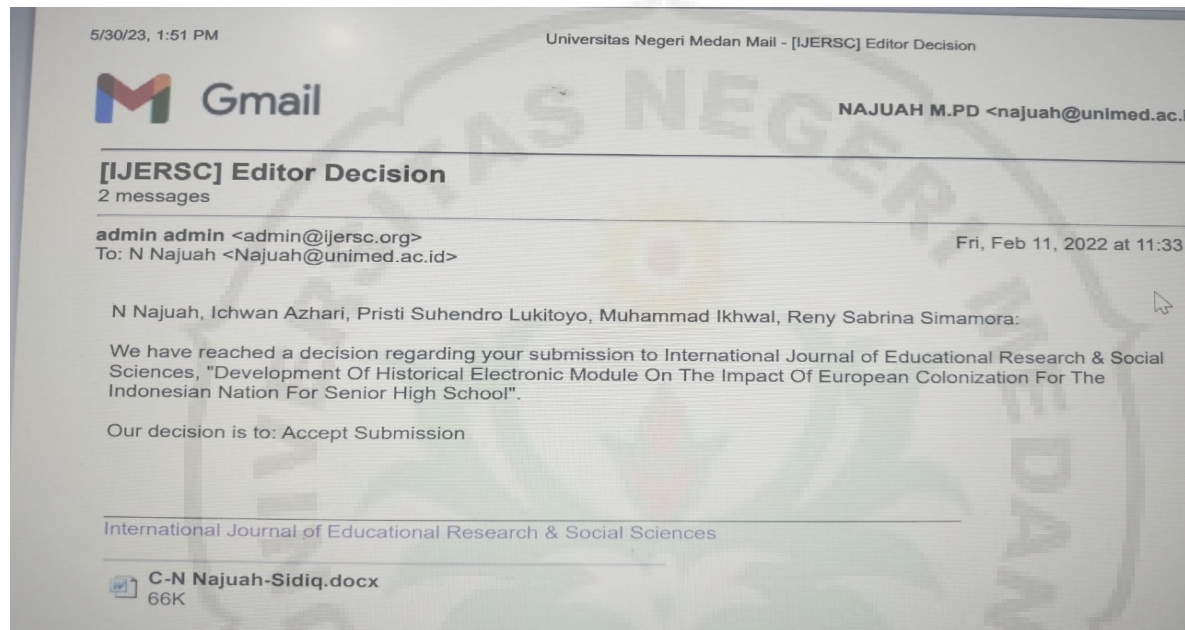 5/30/23, 1:51 PM
Universitas Negeri Medan Mail - [IJERSC] Editor Decision
Gmail
NAJUAH M.PD <najuah@unimed.ac.i
[IJERSC] Editor Decision
2 messages
admin admin <admin@ijersc.org>
Fri, Feb 11, 2022 at 11:33
To: N Najuah <Najuah@unimed.ac.id>
N Najuah, Ichwan Azhari, Pristi Suhendro Lukitoyo, Muhammad Ikhwal, Reny Sabrina Simamora:
We have reached a decision regarding your submission to International Journal of Educational Research & Social
Sciences, "Development Of Historical Electronic Module On The Impact Of European Colonization For The
Indonesian Nation For Senior High School".
Our decision is to: Accept Submission
International Journal of Educational Research & Social Sciences
C-N Najuah-Sidiq.docx
66K
UNIVERSITAS NEGERI MEDAN